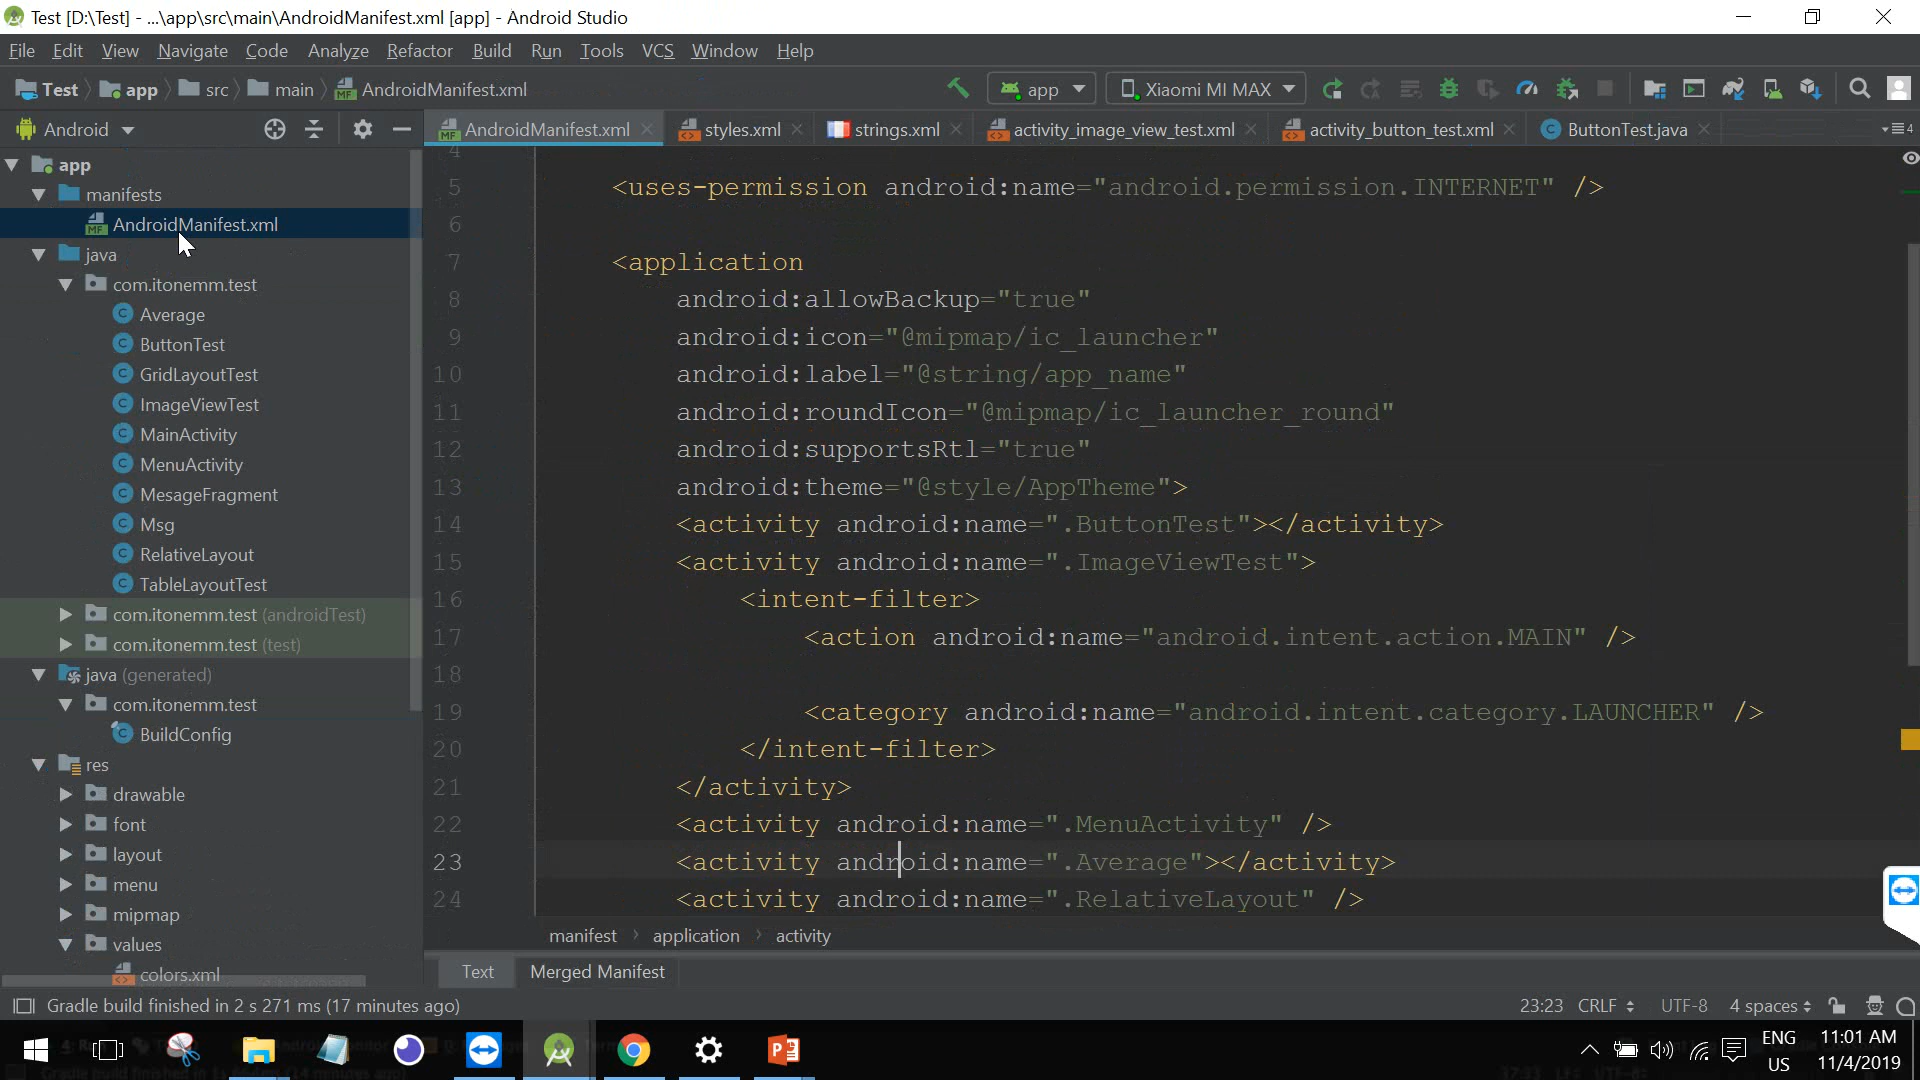 Test [D:\Test] - ...\app\src\main\AndroidManifest.xml [app] - Android Studio
File Edit View Navigate Code Analyze Refactor Build Run Tools VCS Window Help
Test app src main AndroidManifest.xml app Xiaomi MI MAX
Android
AndroidManifest.xml styles.xml strings.xml activity_image_view_test.xml activity_button_test.xml ButtonTest.java 4
app
manifests
AndroidManifest.xml
java
com.itonemm.test
Average
ButtonTest
GridLayoutTest
ImageViewTest
MainActivity
MenuActivity
MesageFragment
Msg
RelativeLayout
TableLayoutTest
com.itonemm.test (androidTest)
com.itonemm.test (test)
java (generated)
com.itonemm.test
BuildConfig
res
drawable
font
layout
menu
mipmap
values
colors.xml
4
5 <uses-permission android:name="android.permission.INTERNET" />
6
7 <application
8 android:allowBackup="true"
9 android:icon="@mipmap/ic_launcher"
10 android:label="@string/app_name"
11 android:roundIcon="@mipmap/ic_launcher_round"
12 android:supportsRtl="true"
13 android:theme="@style/AppTheme">
14 <activity android:name=".ButtonTest"></activity>
15 <activity android:name=".ImageViewTest">
16 <intent-filter>
17 <action android:name="android.intent.action.MAIN" />
18
19 <category android:name="android.intent.category.LAUNCHER" />
20 </intent-filter>
21 </activity>
22 <activity android:name=".MenuActivity" />
23 <activity android:name=".Average"></activity>
24 <activity android:name=".RelativeLayout" />
manifest application activity
Text Merged Manifest
Gradle build finished in 2 s 271 ms (17 minutes ago)
23:23 CRLF UTF-8 4 spaces
ENG
US
11:01 AM
11/4/2019